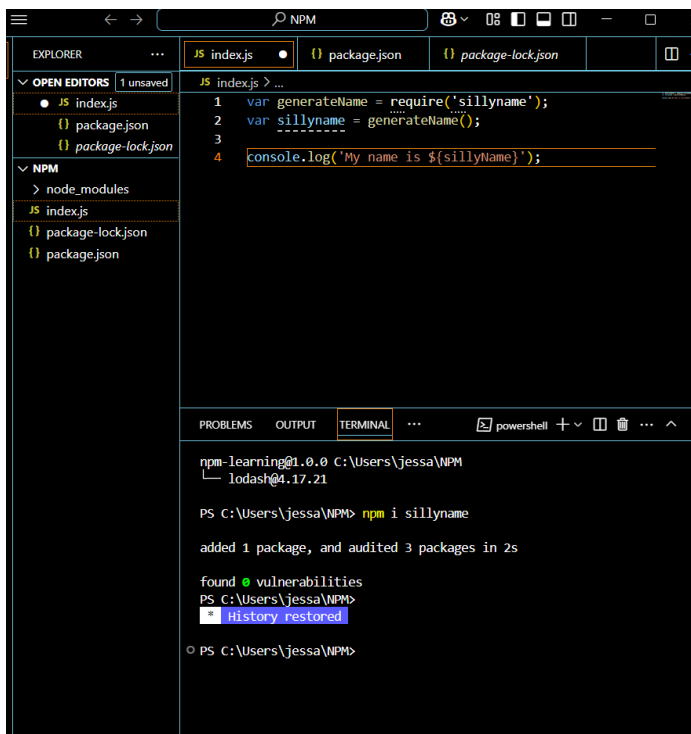 NPM
EXPLORER ...
JS index.js ●
{} package.json
{} package-lock.json
OPEN EDITORS 1 unsaved
● JS index.js
{} package.json
{} package-lock.json
NPM
> node_modules
JS index.js
{} package-lock.json
{} package.json
JS index.js > ...
1 var generateName = require('sillyname');
2 var sillyname = generateName();
3
4 console.log('My name is ${sillyName}');
PROBLEMS OUTPUT TERMINAL ... powershell
npm-learning@1.0.0 C:\Users\jessa\NPM
└── lodash@4.17.21
PS C:\Users\jessa\NPM> npm i sillyname
added 1 package, and audited 3 packages in 2s
found 0 vulnerabilities
PS C:\Users\jessa\NPM>
* History restored
PS C:\Users\jessa\NPM>